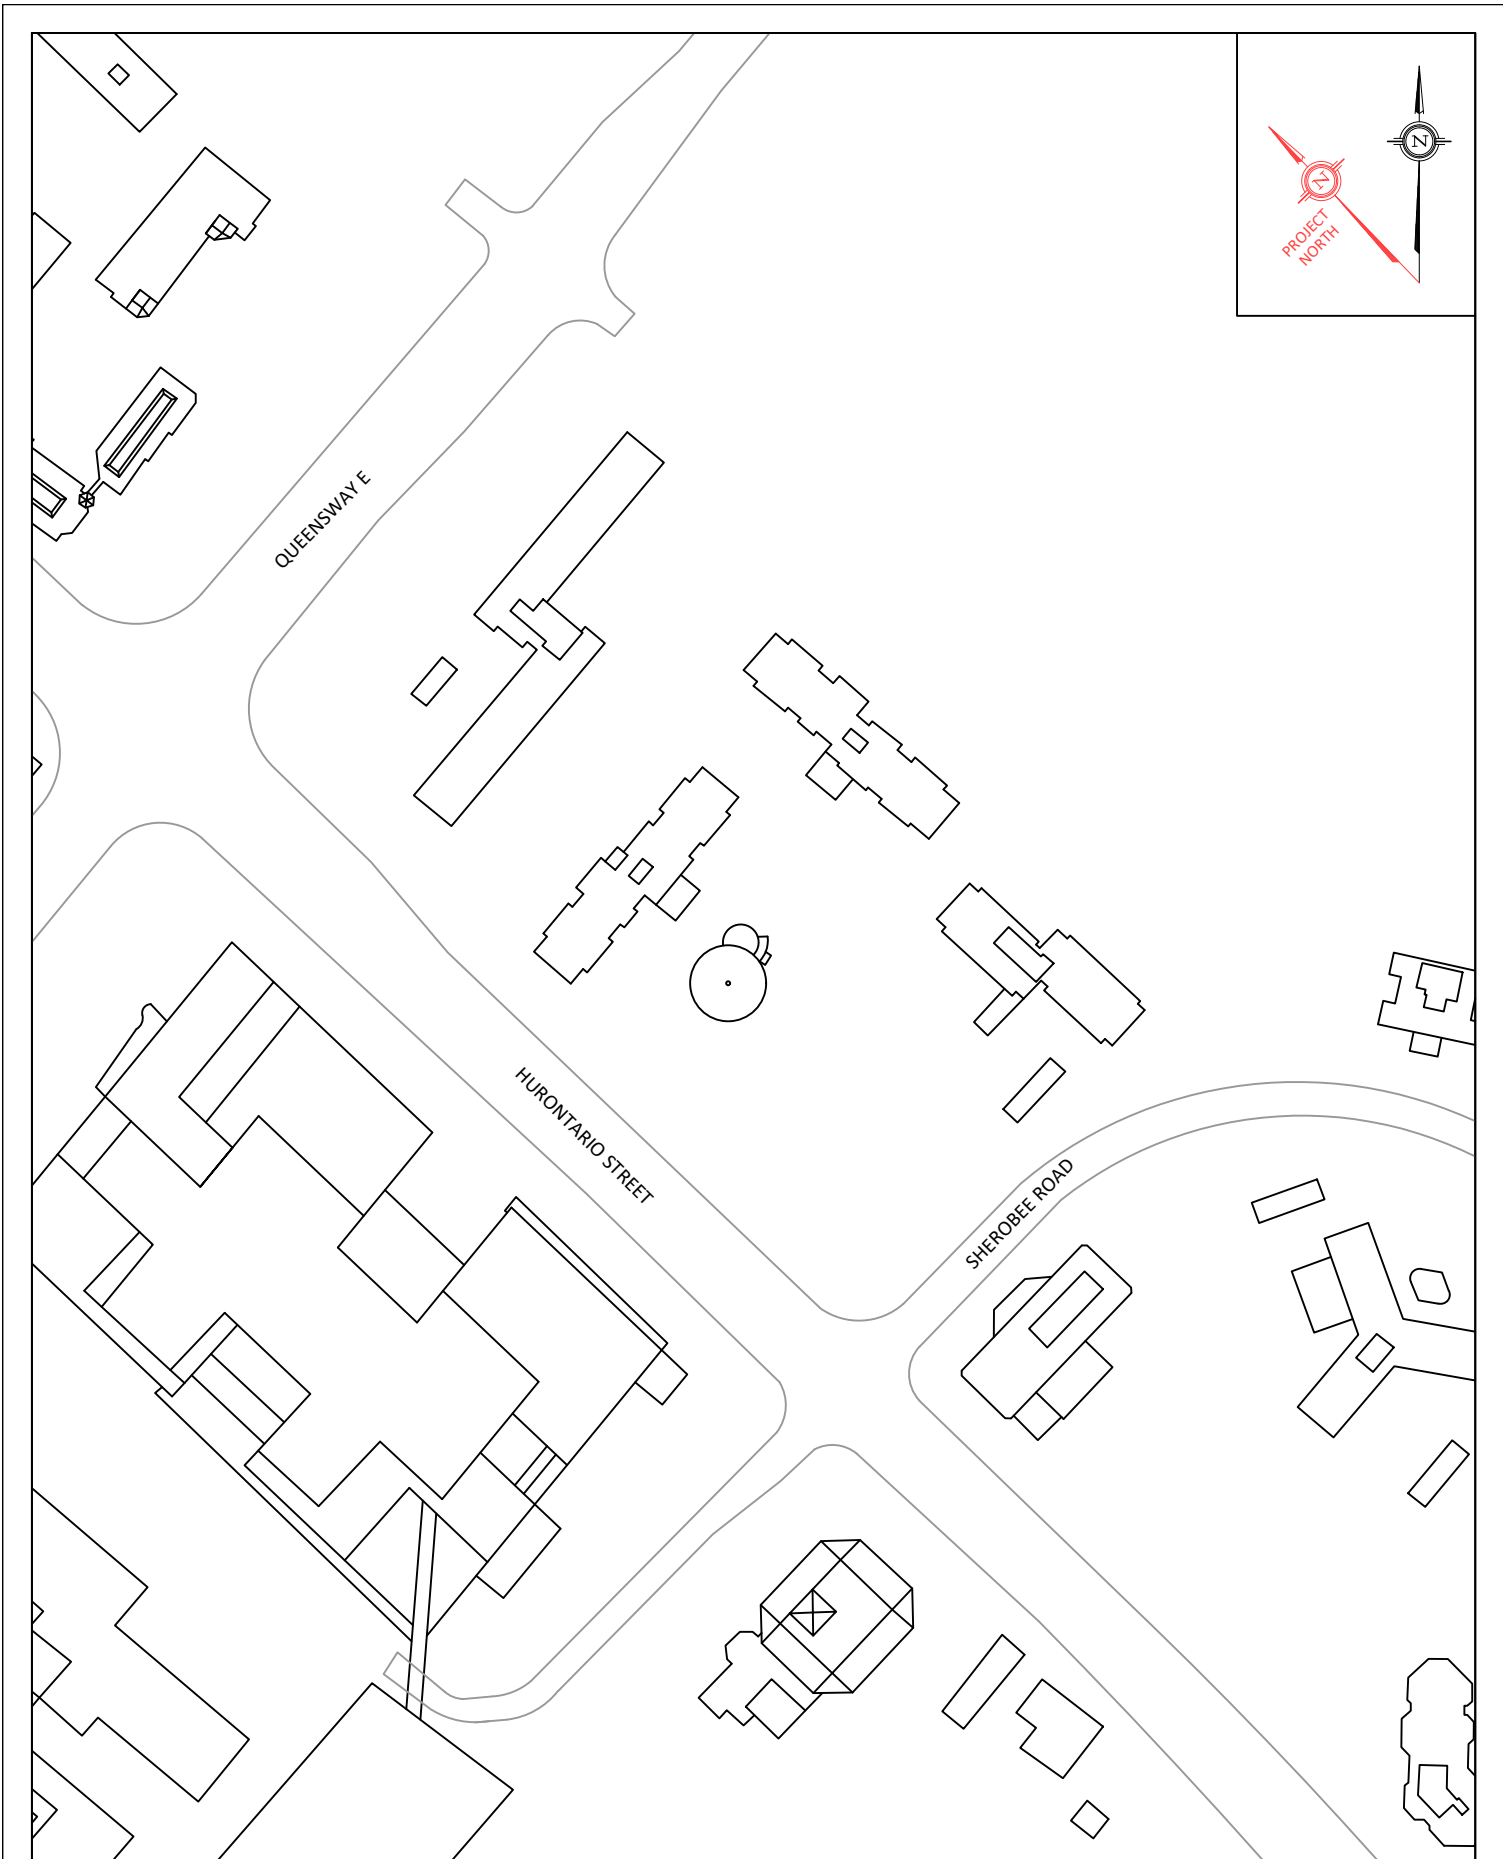 N
N
PROJECT
NORTH
QUEENSWAY E
HURONTARIO STREET
SHEROBEE ROAD